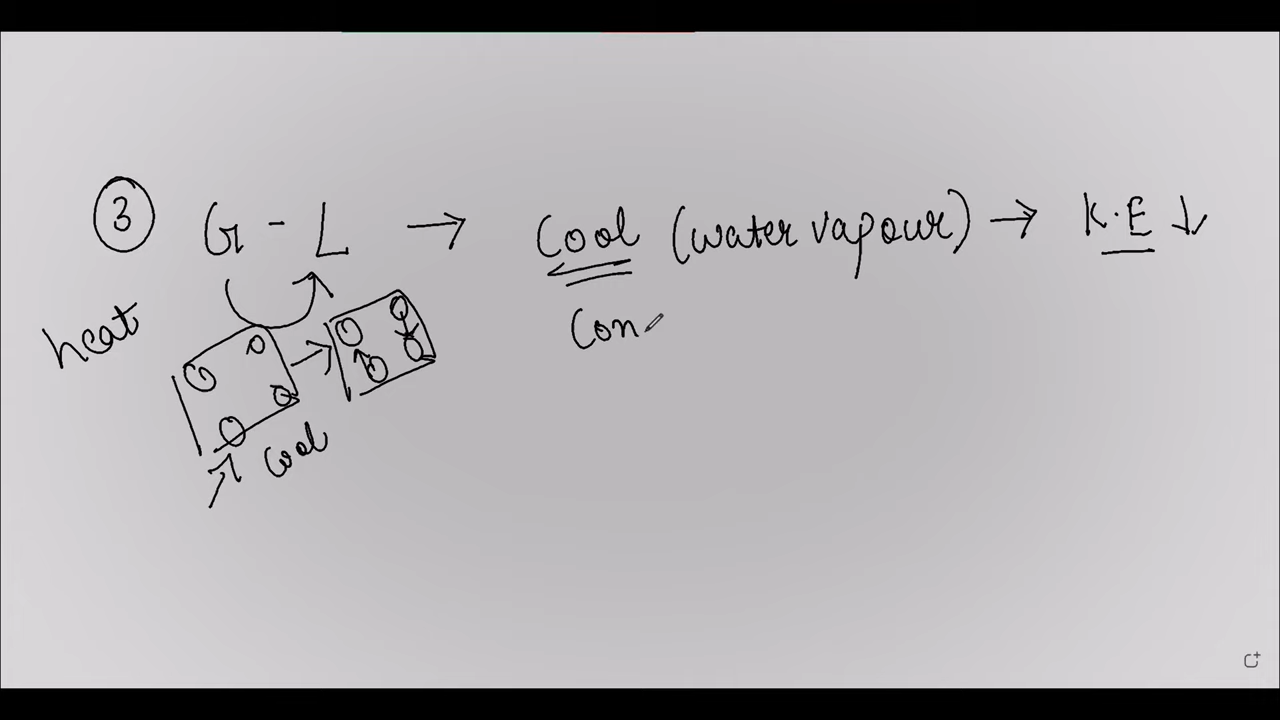 ③ G - L → Cool (water vapour) → K.E ↓
heat
Con
Cool